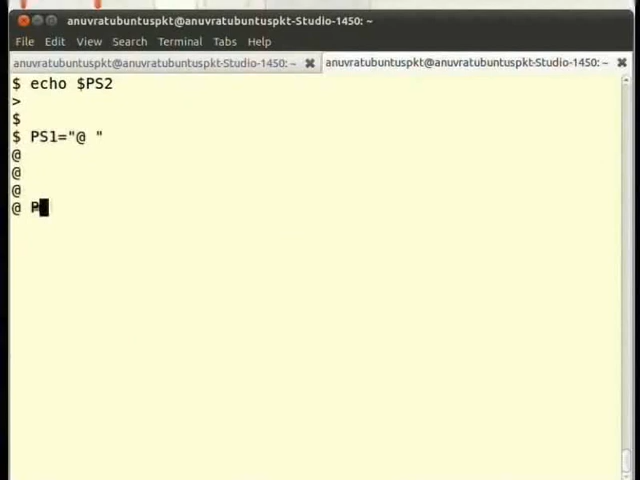 anuvratubuntuspkt@anuvratubuntuspkt-Studio-1450: ~
File Edit View Search Terminal Tabs Help
anuvratubuntuspkt@anuvratubuntuspkt-Studio-1450: ~ anuvratubuntuspkt@anuvratubuntuspkt-Studio-1450: ~
$ echo $PS2
>
$
$ PS1="@ "
@
@
@
@ P